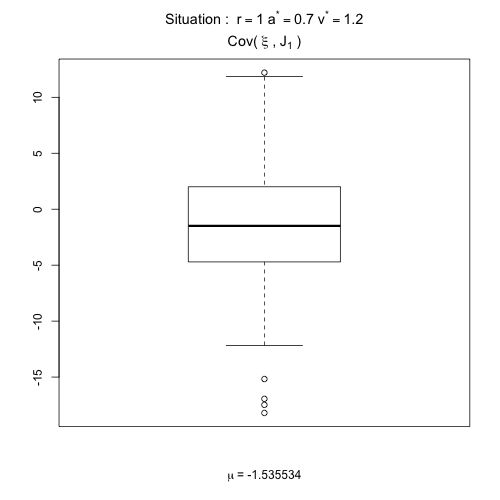 Situation : r = 1 a* = 0.7 v* = 1.2
Cov( ξ , J₁ )
10
5
0
-5
-10
-15
μ = -1.535534